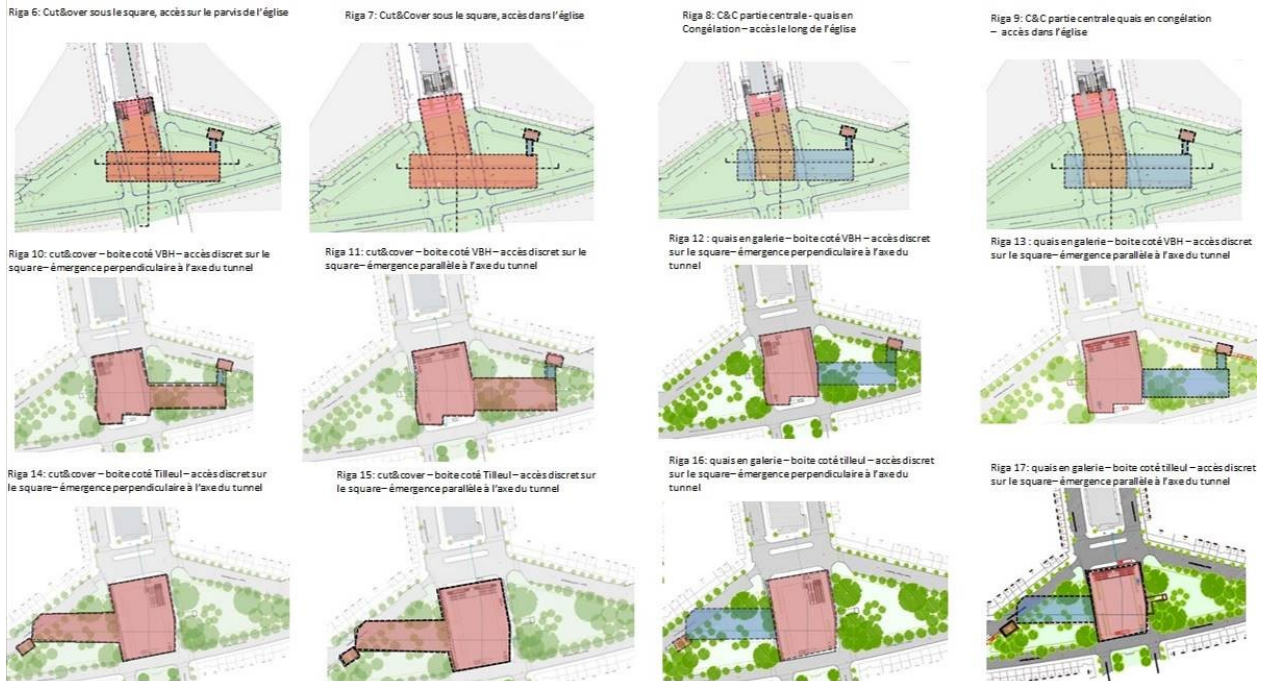 Riga 6: Cut&over sous le square, accès sur le parvis de l'église
Riga 7: Cut&Cover sous le square, accès dans l'église
Riga 8: C&C partie centrale - quais en
Congélation – accès le long de l'église
Riga 9: C&C partie centrale quais en congélation
– accès dans l'église
Riga 10: cut&cover – boite coté VBH – accès discret sur le
square– émergence perpendiculaire à l'axe du tunnel
Riga 11: cut&cover – boite coté VBH – accès discret sur le
square– émergence parallèle à l'axe du tunnel
Riga 12 : quais en galerie – boite coté VBH – accès discret
sur le square– émergence perpendiculaire à l'axe du
tunnel
Riga 13 : quais en galerie – boite coté VBH – accès discret
sur le square– émergence parallèle à l'axe du tunnel
Riga 14: cut&cover – boite coté Tilleul – accès discret sur
le square– émergence perpendiculaire à l'axe du tunnel
Riga 15: cut&cover – boite coté Tilleul – accès discret sur
le square– émergence parallèle à l'axe du tunnel
Riga 16: quais en galerie – boite coté tilleul – accès discret
sur le square– émergence perpendiculaire à l'axe du
tunnel
Riga 17: quais en galerie – boite coté tilleul – accès discret
sur le square– émergence parallèle à l'axe du tunnel